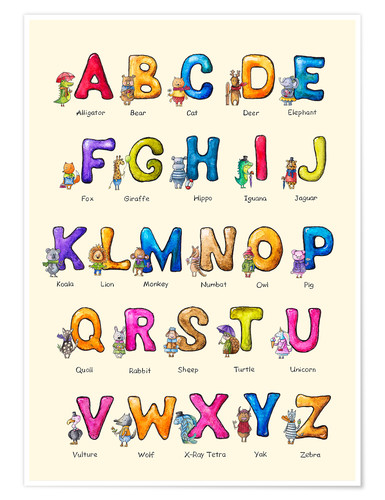 A B C D E
Alligator Bear Cat Deer Elephant
F G H I J
Fox Giraffe Hippo Iguana Jaguar
K L M N O P
Koala Lion Monkey Numbat Owl Pig
Q R S T U
Quoll Rabbit Sheep Turtle Unicorn
V W X Y Z
Vulture Wolf X-Ray Tetra Yak Zebra